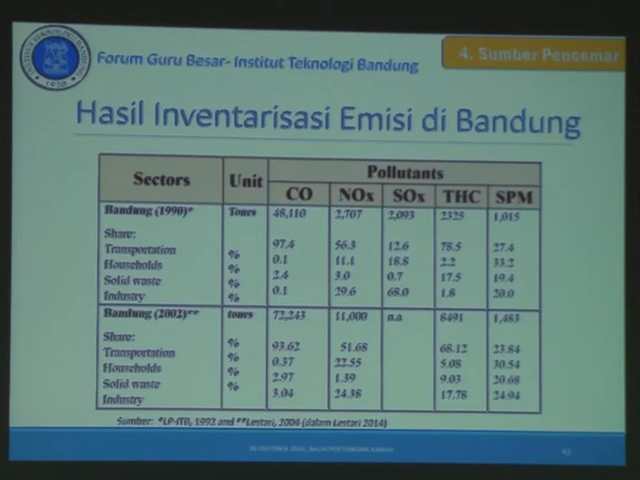 INSTITUT TEKNOLOGI BANDUNG
1920
Forum Guru Besar- Institut Teknologi Bandung
4. Sumber Pencemar
Hasil Inventarisasi Emisi di Bandung
Sectors Unit Pollutants
CO NOx SOx THC SPM
Bandung (1990)* Tones 48,110 2,707 2,093 2325 1,015
Share:
Transportation % 97.4 56.3 12.6 78.5 27.4
Households % 0.1 11.1 18.8 2.2 33.2
Solid waste % 2.4 3.0 0.7 17.5 19.4
Industry % 0.1 29.6 68.0 1.8 20.0
Bandung (2002)** tones 72,243 11,000 n.a 8491 1,483
Share:
Transportation % 93.62 51.68 68.12 23.84
Households % 0.37 22.55 5.08 30.54
Solid waste % 2.97 1.39 9.03 20.68
Industry % 3.04 24.38 17.78 24.94
Sumber: *LP-ITB, 1992 and **Lestari, 2004 (dalam Lestari 2014)